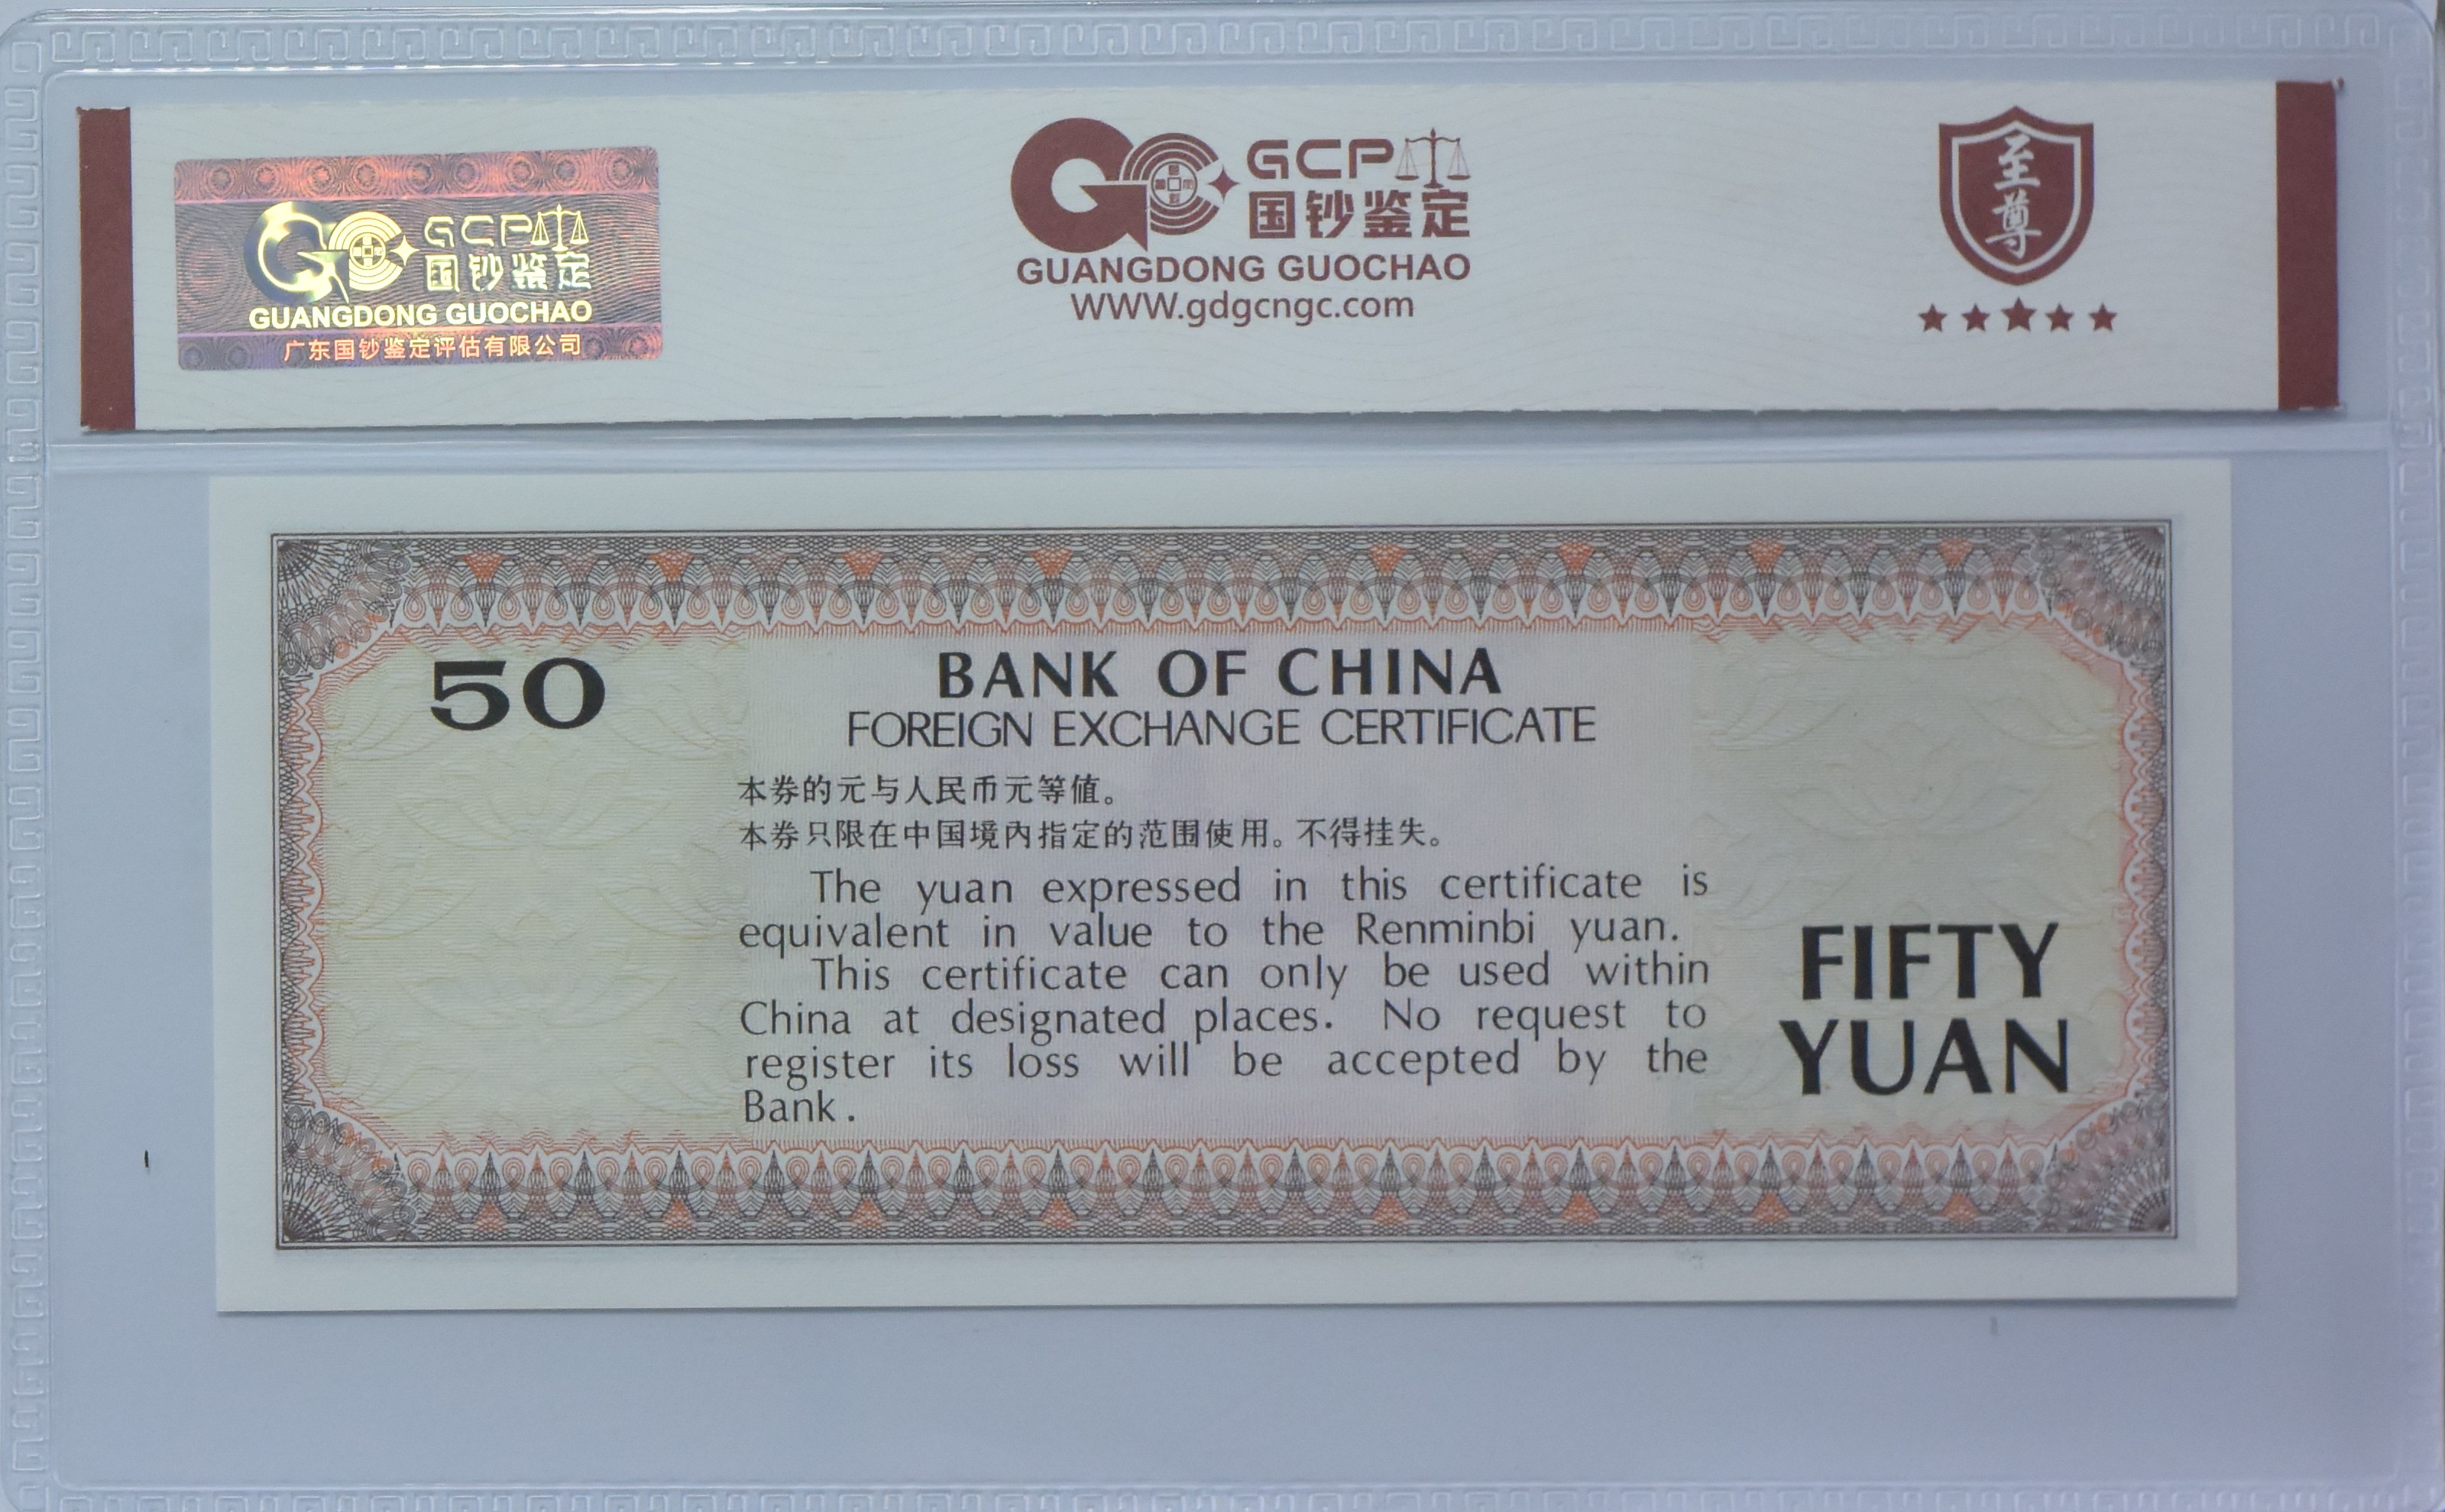 GCP
国钞鉴定
GUANGDONG GUOCHAO
广东国钞鉴定评估有限公司
GCP
国钞鉴定
GUANGDONG GUOCHAO
WWW.gdgcngc.com
至尊
50
BANK OF CHINA
FOREIGN EXCHANGE CERTIFICATE
本券的元与人民币元等值。
本券只限在中国境内指定的范围使用。不得挂失。
The yuan expressed in this certificate is
equivalent in value to the Renminbi yuan.
This certificate can only be used within
China at designated places. No request to
register its loss will be accepted by the
Bank.
FIFTY
YUAN